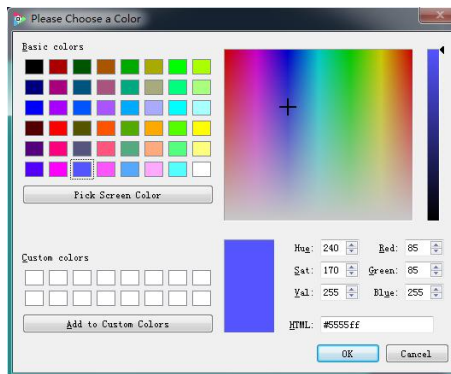 Please Choose a Color
Basic colors
Pick Screen Color
Custom colors
Add to Custom Colors
Hue: 240
Red: 85
Sat: 170
Green: 85
Val: 255
Blue: 255
HTML: #5555ff
OK
Cancel